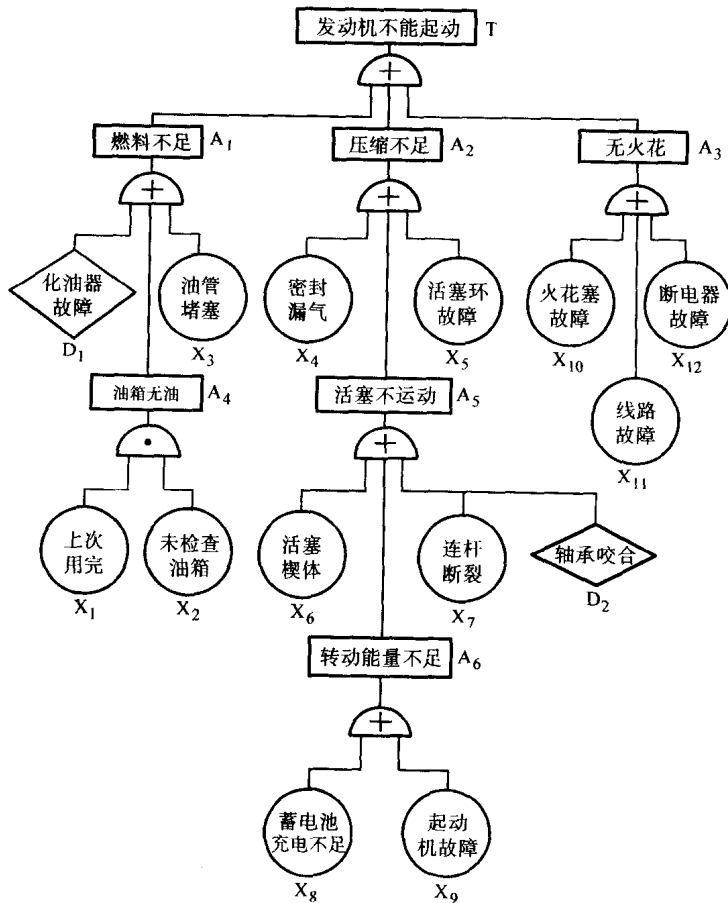 发动机不能起动 T
+
燃料不足 A1
压缩不足 A2
无火花 A3
+
+
+
化油器
故障
D1
油管
堵塞
X3
密封
漏气
X4
活塞环
故障
X5
火花塞
故障
X10
断电器
故障
X12
线路
故障
X11
油箱无油 A4
活塞不运动 A5
•
+
上次
用完
X1
未检查
油箱
X2
活塞
楔体
X6
连杆
断裂
X7
轴承咬合
D2
转动能量不足 A6
+
蓄电池
充电不足
X8
起动
机故障
X9